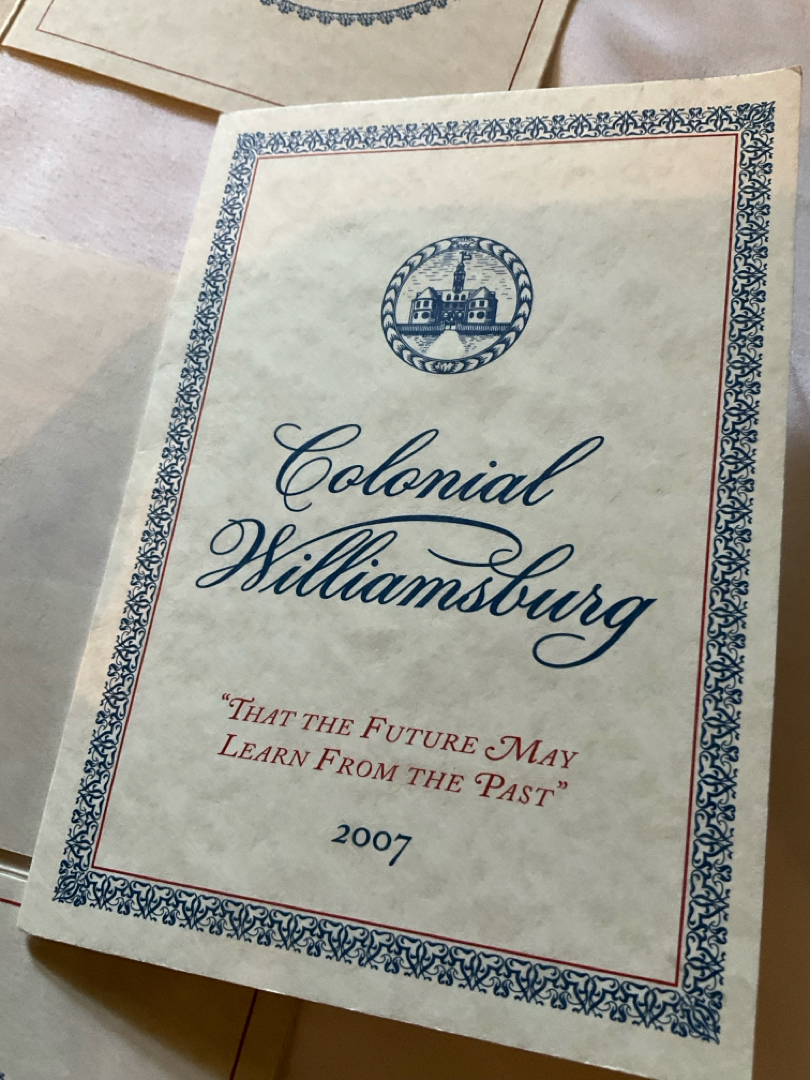 Colonial
Williamsburg
“That the Future May
Learn From the Past”
2007